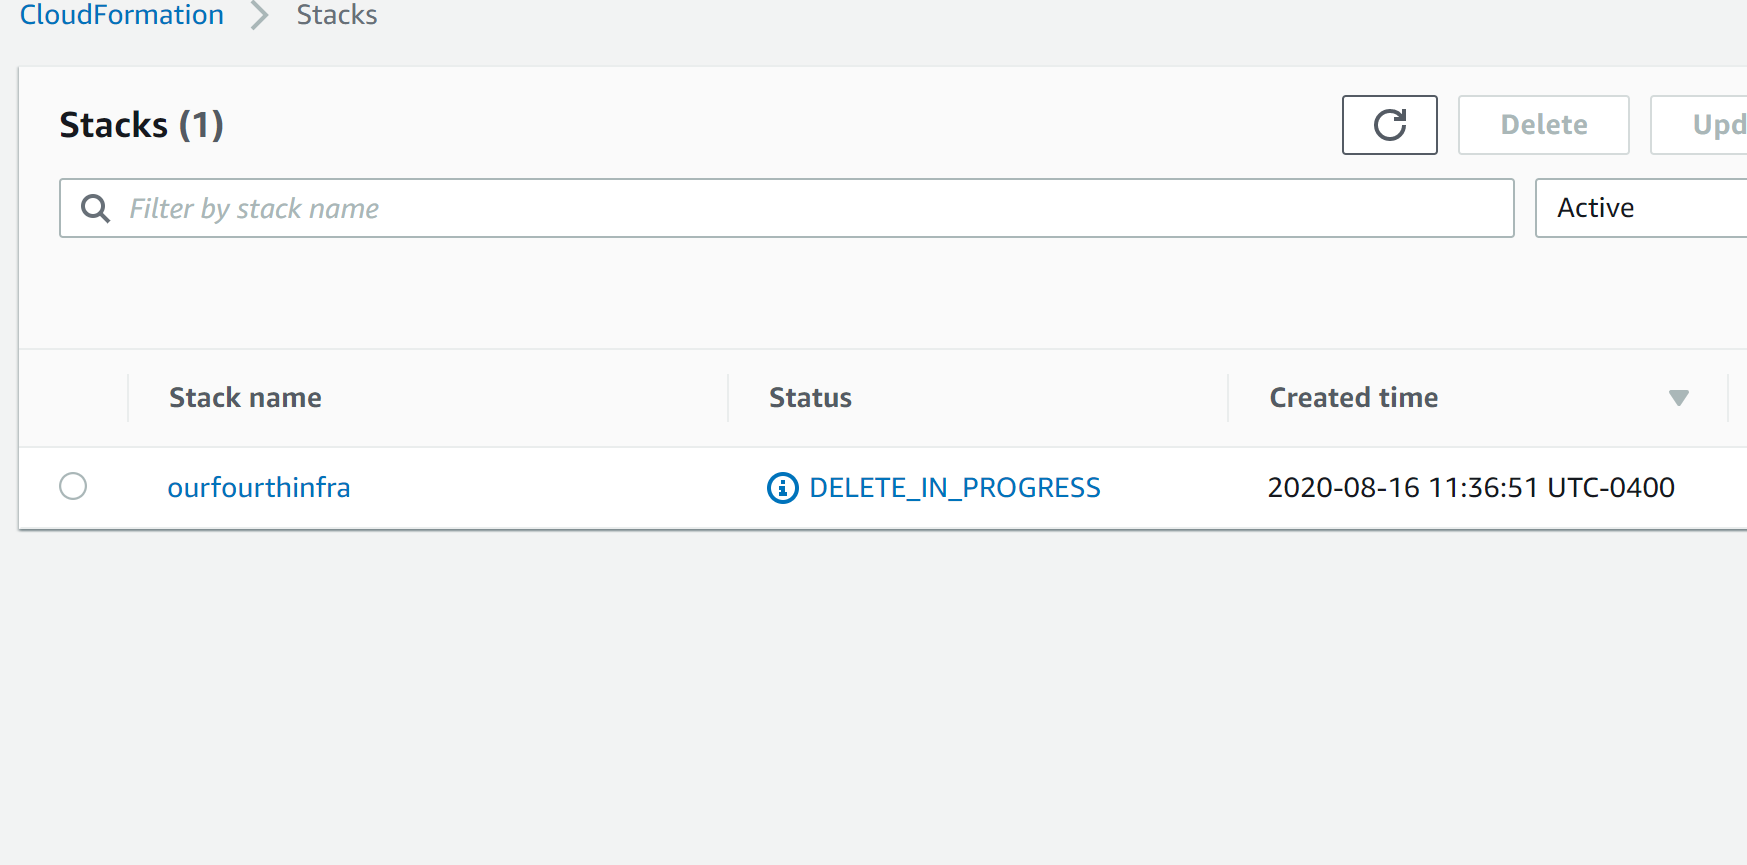 CloudFormation > Stacks
Stacks (1)
Delete
Upd
Filter by stack name
Active
Stack name Status Created time
ourfourthinfra DELETE_IN_PROGRESS 2020-08-16 11:36:51 UTC-0400